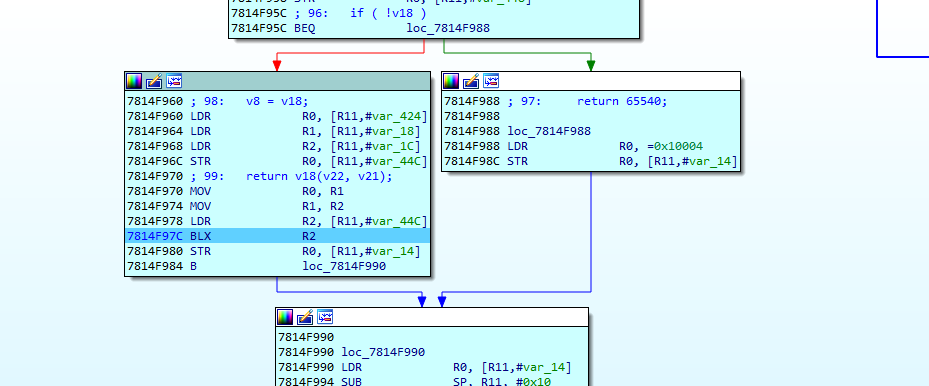 7814F95C ; 96: if ( !v18 )
7814F95C BEQ loc_7814F988
7814F960 ; 98: v8 = v18;
7814F960 LDR R0, [R11,#var_424]
7814F964 LDR R1, [R11,#var_18]
7814F968 LDR R2, [R11,#var_1C]
7814F96C STR R0, [R11,#var_44C]
7814F970 ; 99: return v18(v22, v21);
7814F970 MOV R0, R1
7814F974 MOV R1, R2
7814F978 LDR R2, [R11,#var_44C]
7814F97C BLX R2
7814F980 STR R0, [R11,#var_14]
7814F984 B loc_7814F990
7814F988 ; 97: return 65540;
7814F988
7814F988 loc_7814F988
7814F988 LDR R0, =0x10004
7814F98C STR R0, [R11,#var_14]
7814F990
7814F990 loc_7814F990
7814F990 LDR R0, [R11,#var_14]
7814F994 SUB SP, R11, #0x10